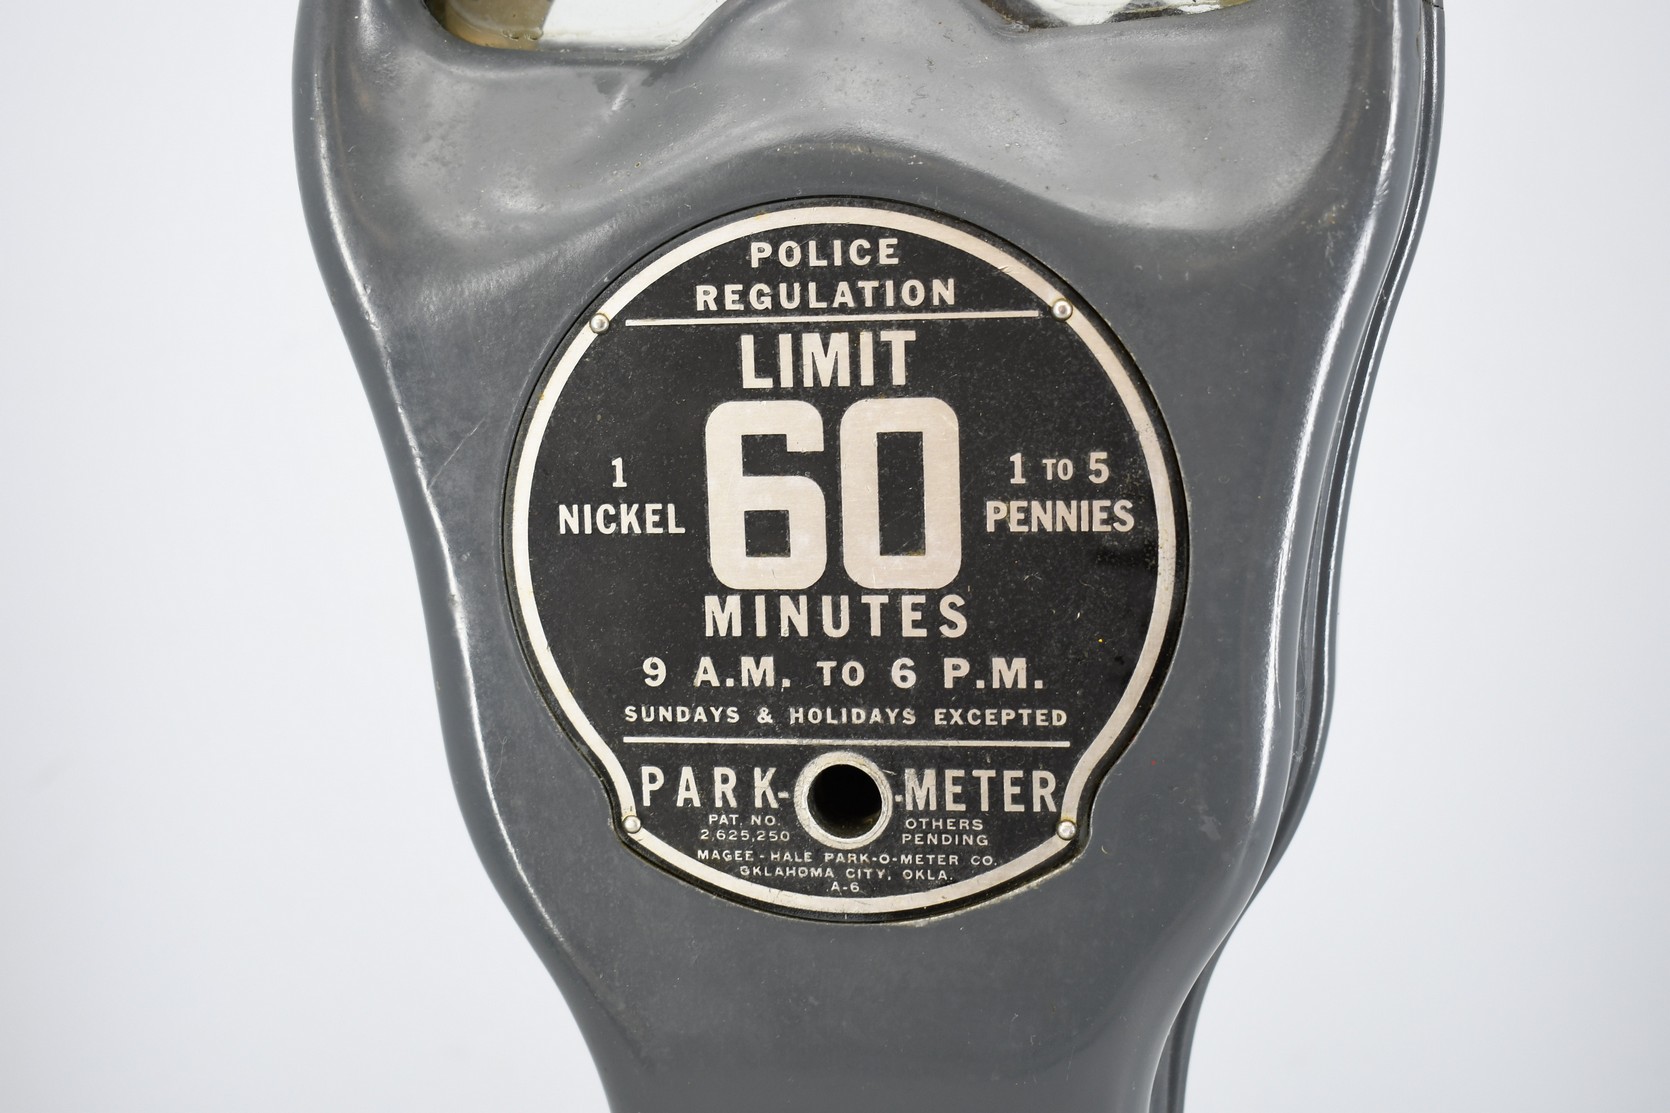 POLICE
REGULATION
LIMIT
1
NICKEL
60
1 TO 5
PENNIES
MINUTES
9 A.M. TO 6 P.M.
SUNDAYS & HOLIDAYS EXCEPTED
PARK-O-METER
PAT. NO.
2,625,250
OTHERS
PENDING
MAGEE-HALE PARK-O-METER CO.
OKLAHOMA CITY, OKLA.
A-6